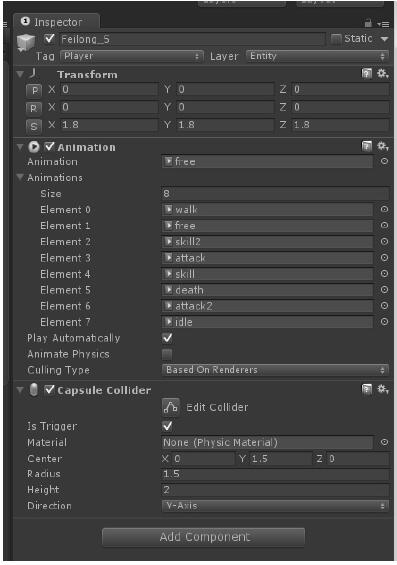 Inspector
Feilong_5 Static
Tag Player Layer Entity
Transform
P X 0 Y 0 Z 0
R X 0 Y 0 Z 0
S X 1.8 Y 1.8 Z 1.8
Animation
Animation free
Animations
Size 8
Element 0 walk
Element 1 free
Element 2 skill2
Element 3 attack
Element 4 skill
Element 5 death
Element 6 attack2
Element 7 idle
Play Automatically
Animate Physics
Culling Type Based On Renderers
Capsule Collider
Edit Collider
Is Trigger
Material None (Physic Material)
Center X 0 Y 1.5 Z 0
Radius 1.5
Height 2
Direction Y-Axis
Add Component